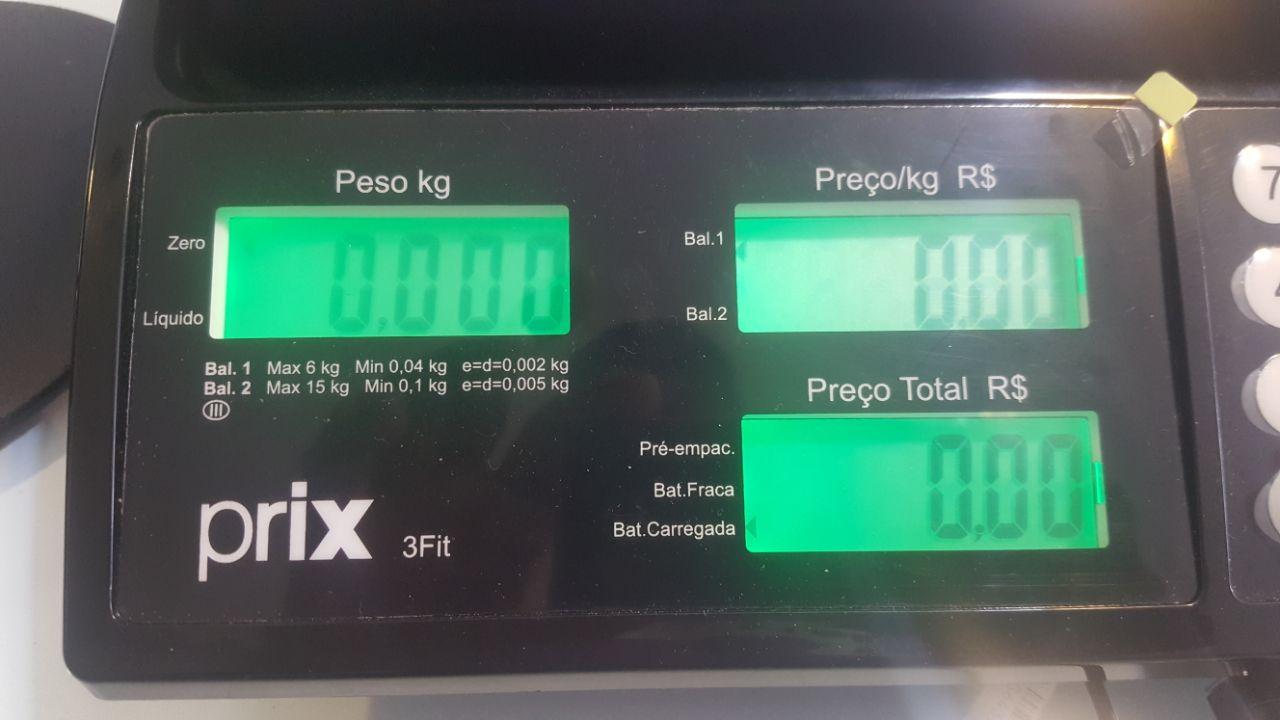 Peso kg
Zero
0,000
Líquido
Bal. 1 Max 6 kg Min 0,04 kg e=d=0,002 kg
Bal. 2 Max 15 kg Min 0,1 kg e=d=0,005 kg
III
prix 3Fit
Preço/kg R$
Bal.1
0.00
Bal.2
Preço Total R$
Pré-empac.
0,00
Bat.Fraca
Bat.Carregada
7